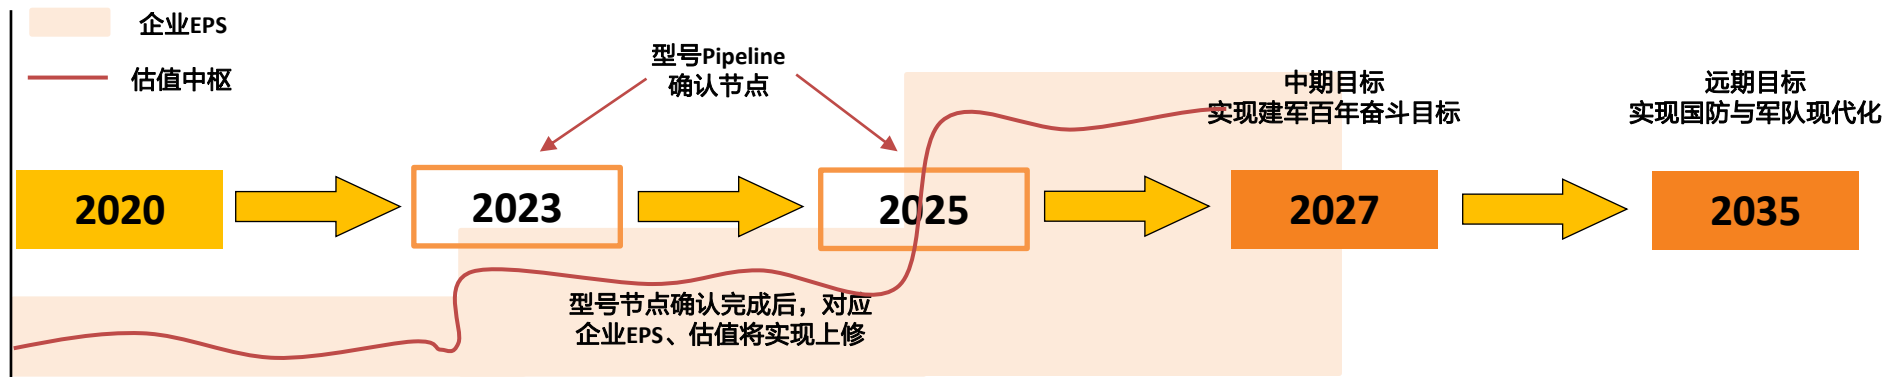 企业EPS
估值中枢
型号Pipeline
确认节点
中期目标
实现建军百年奋斗目标
远期目标
实现国防与军队现代化
2020
2023
2025
2027
2035
型号节点确认完成后，对应
企业EPS、估值将实现上修